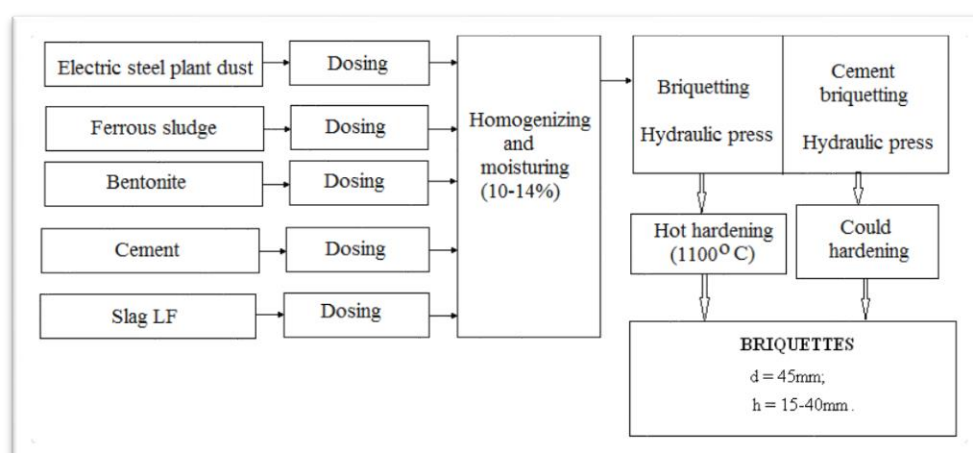 Electric steel plant dust
Dosing
Ferrous sludge
Dosing
Bentonite
Dosing
Cement
Dosing
Slag LF
Dosing
Homogenizing
and
moisturing
(10-14%)
Briquetting
Hydraulic press
Cement
briquetting
Hydraulic press
Hot hardening
(1100⁰ C)
Could
hardening
BRIQUETTES
d = 45mm;
h = 15-40mm.